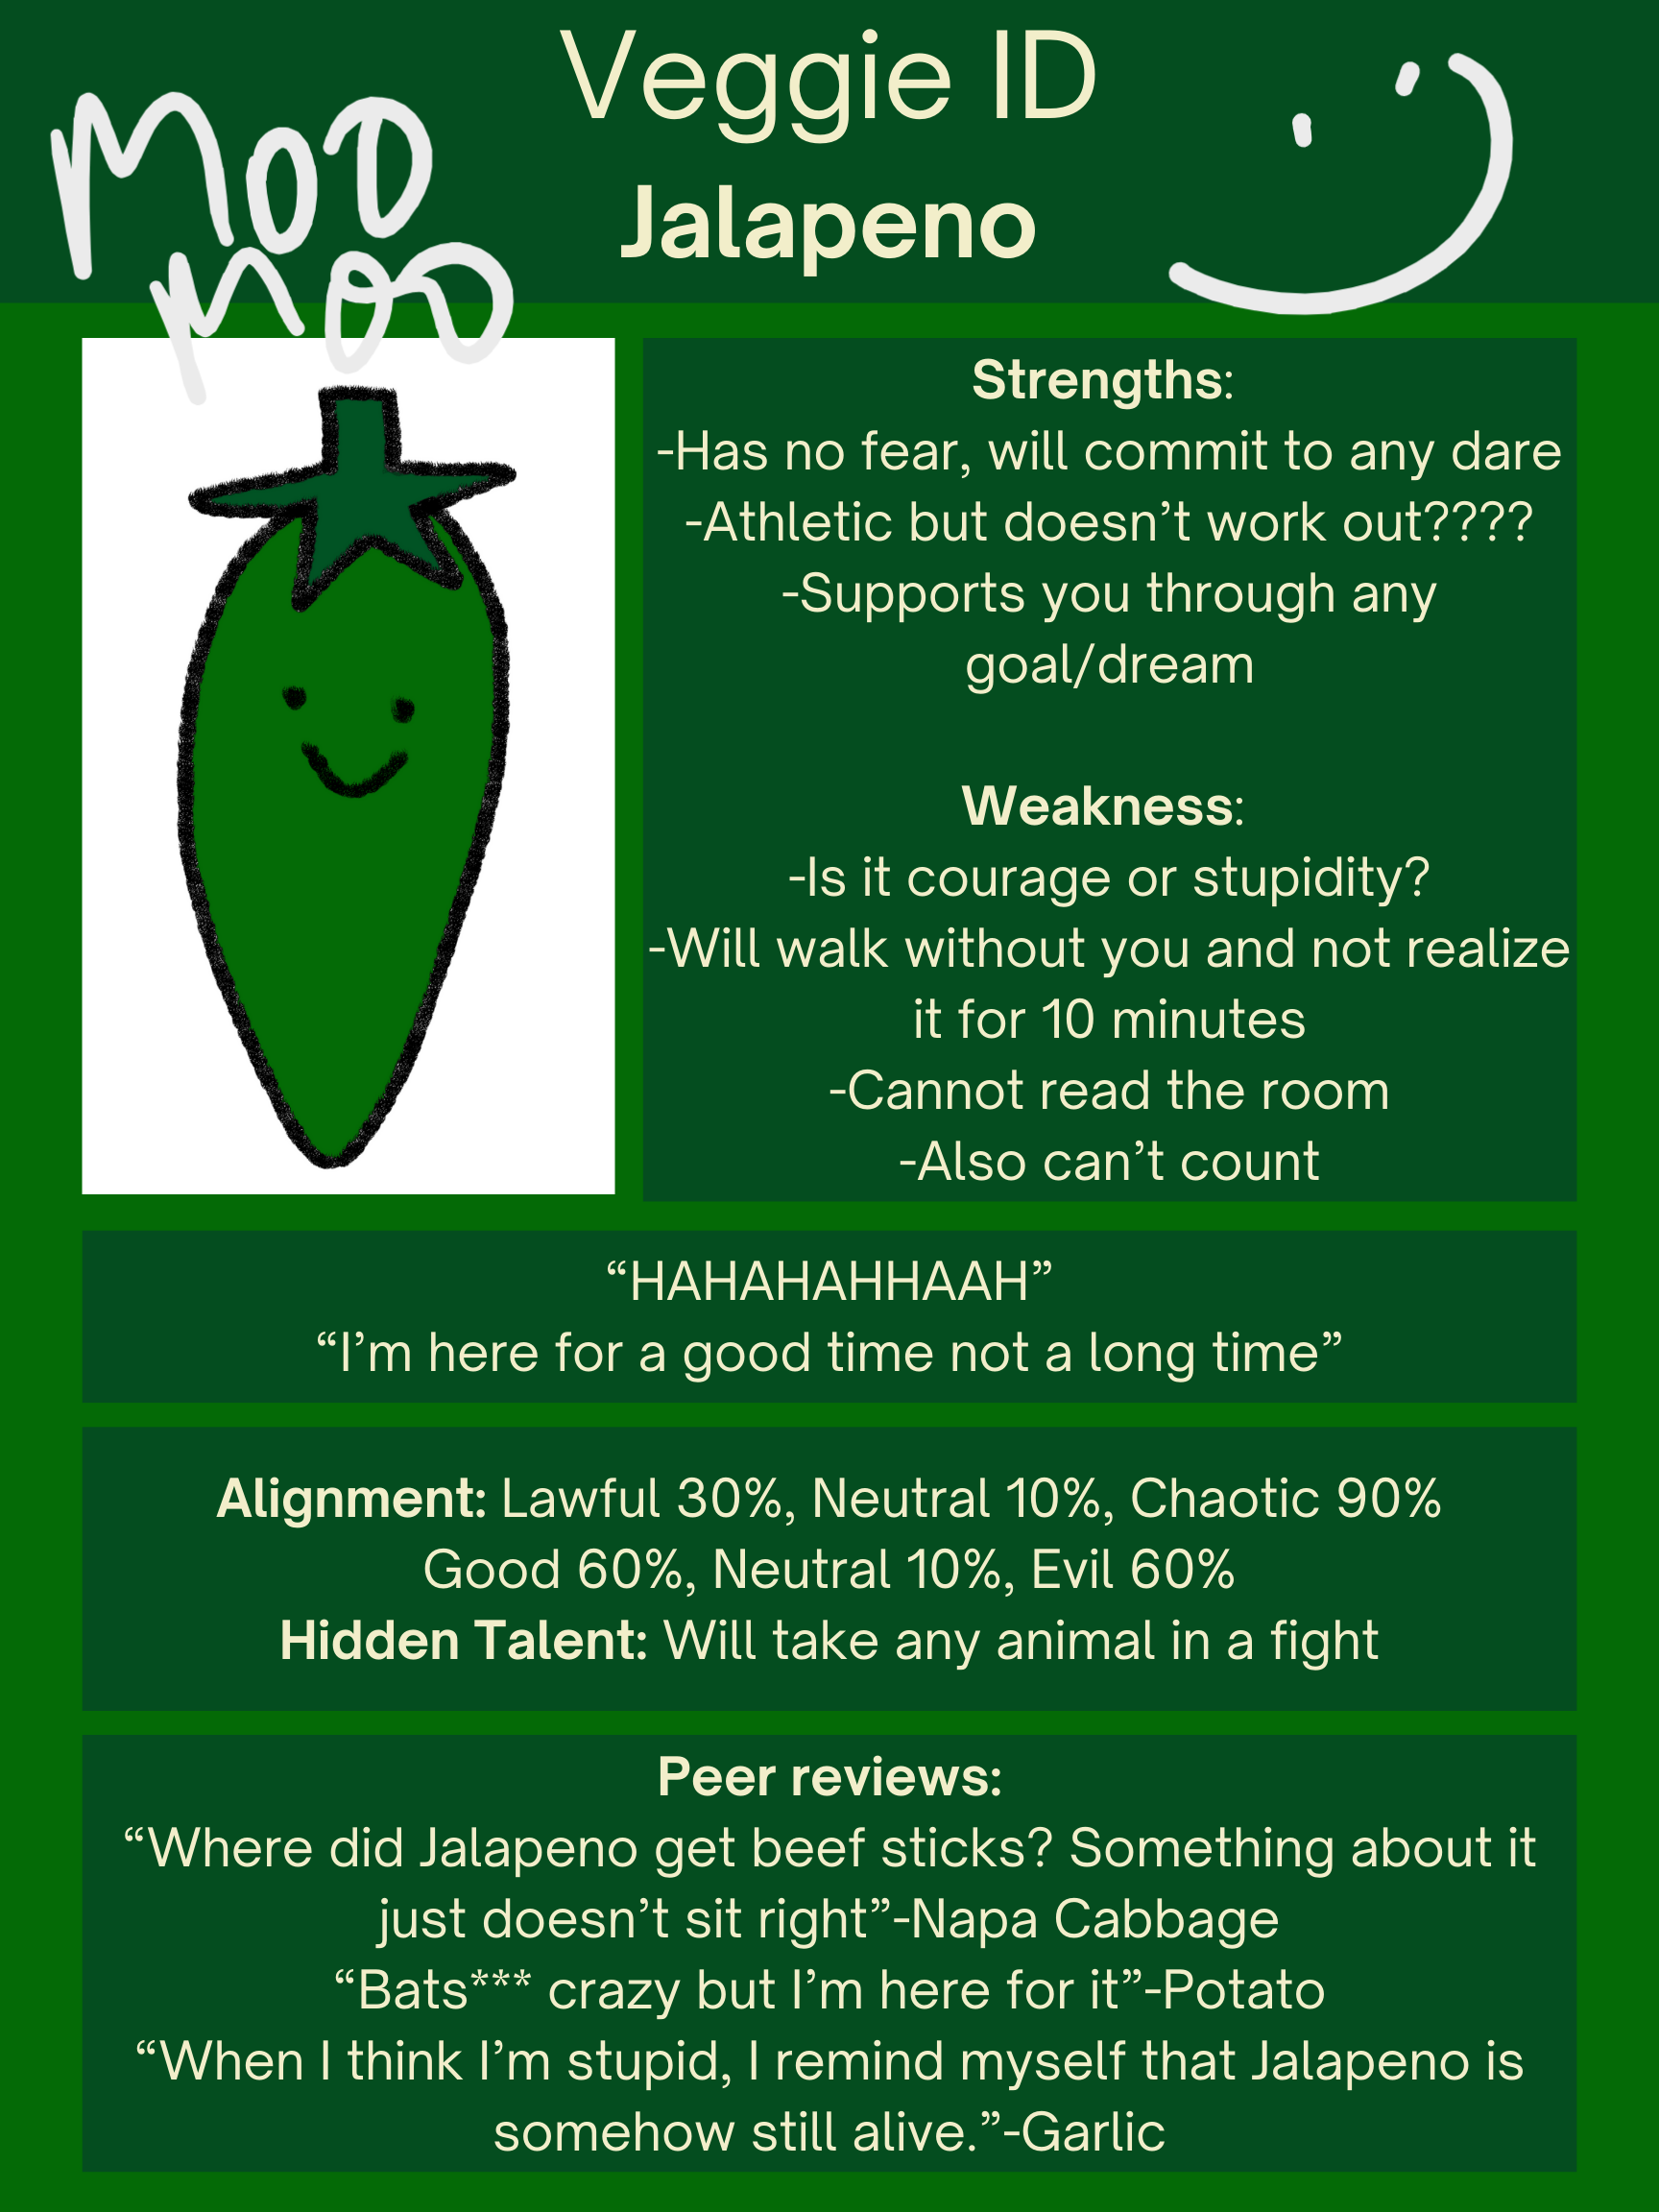 Veggie ID
Jalapeno
Moo
Moo
Strengths:
-Has no fear, will commit to any dare
-Athletic but doesn’t work out????
-Supports you through any
goal/dream
Weakness:
-Is it courage or stupidity?
-Will walk without you and not realize
it for 10 minutes
-Cannot read the room
-Also can’t count
“HAHAHAHHAAH”
“I’m here for a good time not a long time”
Alignment: Lawful 30%, Neutral 10%, Chaotic 90%
Good 60%, Neutral 10%, Evil 60%
Hidden Talent: Will take any animal in a fight
Peer reviews:
“Where did Jalapeno get beef sticks? Something about it
just doesn’t sit right”-Napa Cabbage
“Bats*** crazy but I’m here for it”-Potato
“When I think I’m stupid, I remind myself that Jalapeno is
somehow still alive.”-Garlic